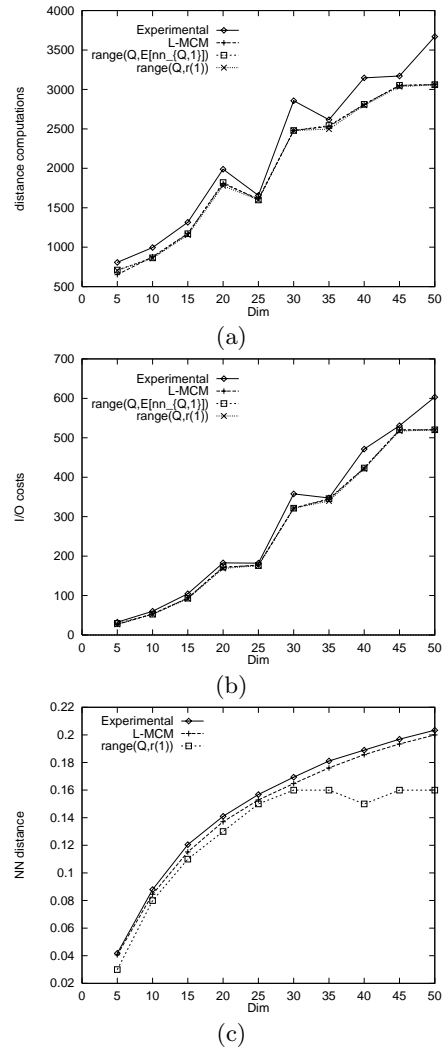 4000
3500
3000
2500
2000
1500
1000
500
distance computations
Experimental
L-MCM
range(Q,E[nn_{Q,1}])
range(Q,r(1))
0 5 10 15 20 25 30 35 40 45 50
Dim
(a)
700
600
500
400
300
200
100
0
I/O costs
Experimental
L-MCM
range(Q,E[nn_{Q,1}])
range(Q,r(1))
0 5 10 15 20 25 30 35 40 45 50
Dim
(b)
0.22
0.2
0.18
0.16
0.14
0.12
0.1
0.08
0.06
0.04
0.02
NN distance
Experimental
L-MCM
range(Q,r(1))
0 5 10 15 20 25 30 35 40 45 50
Dim
(c)